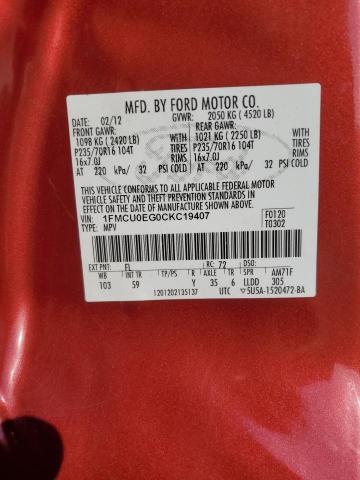 MFD. BY FORD MOTOR CO.
DATE: 02/12 GVWR: 2050 KG (4520 LB)
FRONT GAWR: REAR GAWR:
1098 KG (2420 LB) 1021 KG (2250 LB)
P235/70R16 104T TIRES P235/70R16 104T
16x7.0J RIMS 16x7.0J
AT 220 kPa/ 32 PSI COLD AT 220 kPa/ 32 PSI COLD
THIS VEHICLE CONFORMS TO ALL APPLICABLE FEDERAL MOTOR
VEHICLE SAFETY AND THEFT PREVENTION STANDARDS IN
EFFECT ON THE DATE OF MANUFACTURE SHOWN ABOVE.
VIN: 1FMCU0EG0CKC19407 F0120
TYPE: MPV T0302
EXT PNT: FL RC: 72 AM71F
WB INT TR TP/PS R AXLE TR SPR
103 59 Y 35 6 LLDD 305
1201202135137 UTC 5U5A-1520472-BA